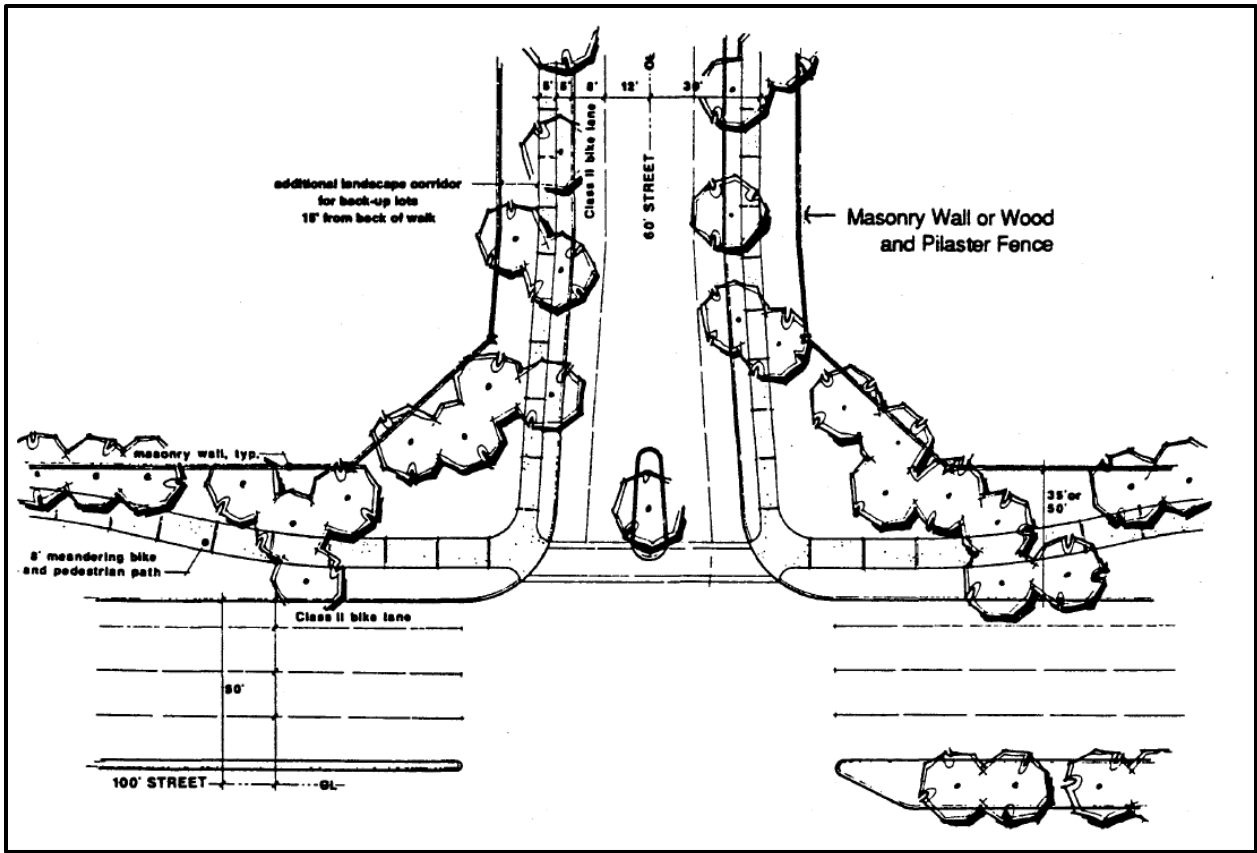 CL
5' 5' 8' 12' 30'
Class II bike lane
60' STREET
additional landscape corridor
for back-up lots
15' from back of walk
Masonry Wall or Wood
and Pilaster Fence
masonry wall, typ.
35' or
50'
8' meandering bike
and pedestrian path
Class II bike lane
50'
100' STREET
CL